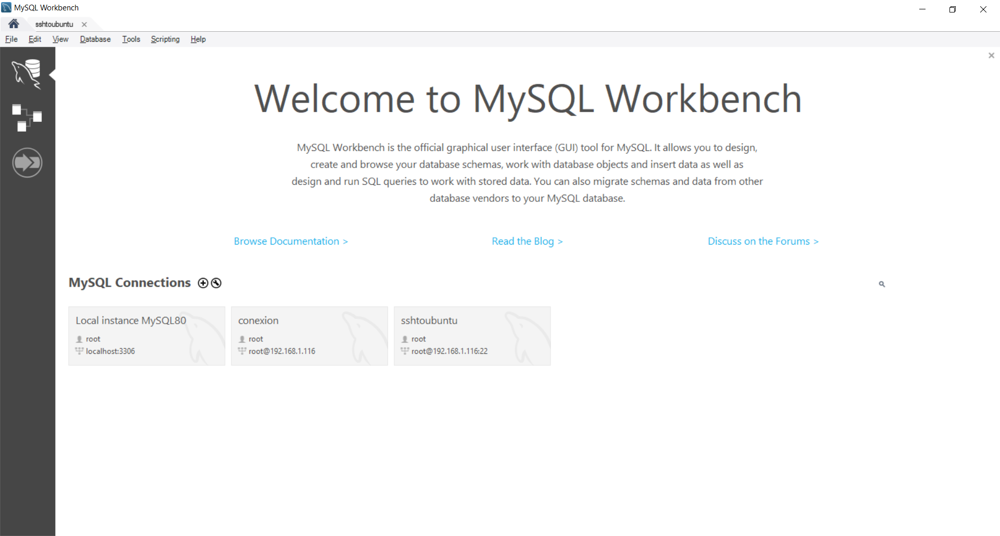 MySQL Workbench
sshtoubuntu
File Edit View Database Tools Scripting Help
Welcome to MySQL Workbench
MySQL Workbench is the official graphical user interface (GUI) tool for MySQL. It allows you to design,
create and browse your database schemas, work with database objects and insert data as well as
design and run SQL queries to work with stored data. You can also migrate schemas and data from other
database vendors to your MySQL database.
Browse Documentation > Read the Blog > Discuss on the Forums >
MySQL Connections
Local instance MySQL80
root
localhost:3306
conexion
root
root@192.168.1.116
sshtoubuntu
root
root@192.168.1.116:22